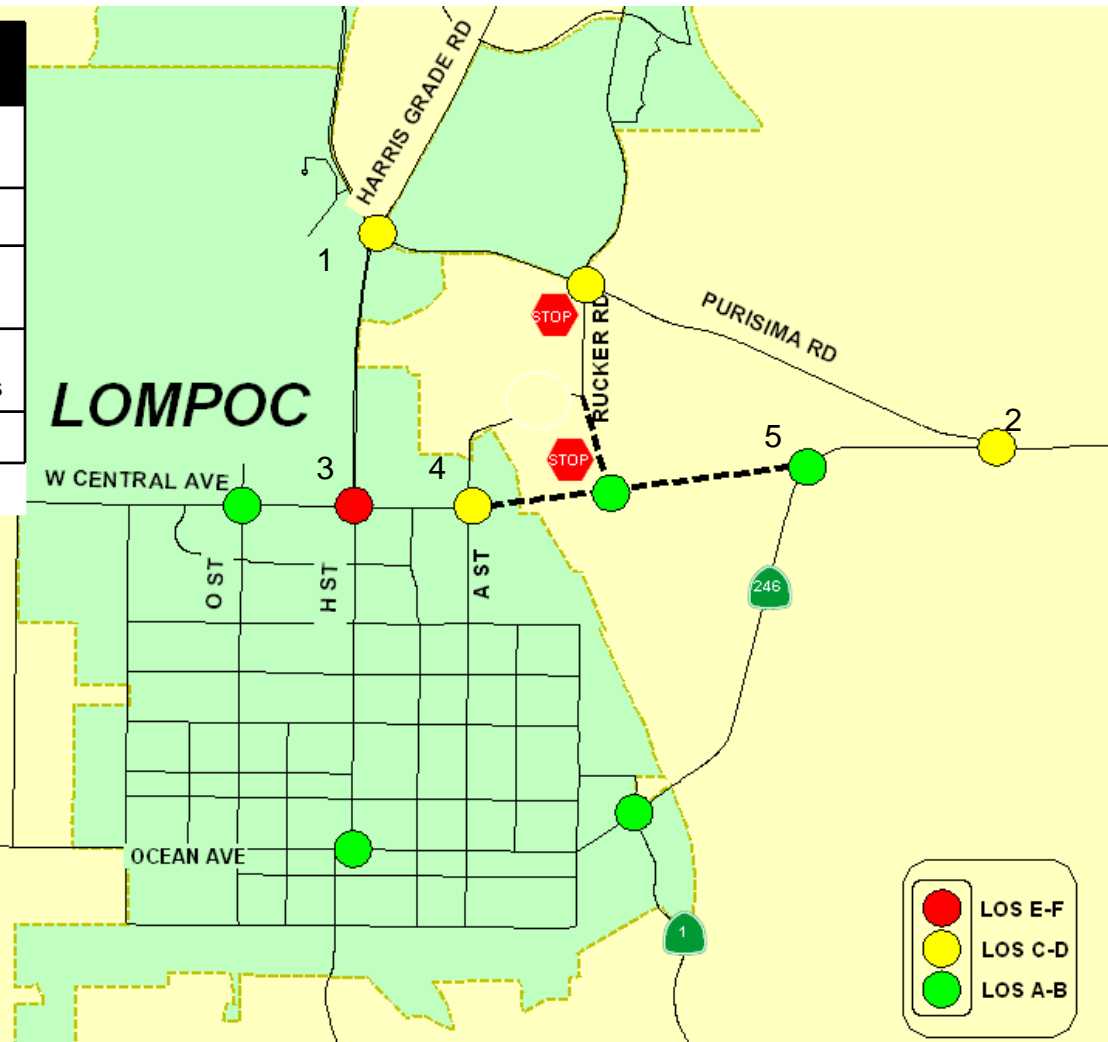 HARRIS GRADE RD
1
STOP
RUCKER RD
PURISIMA RD
s
LOMPOC
2
5
W CENTRAL AVE
3
4
STOP
O ST
H ST
A ST
246
OCEAN AVE
1
LOS E-F
LOS C-D
LOS A-B